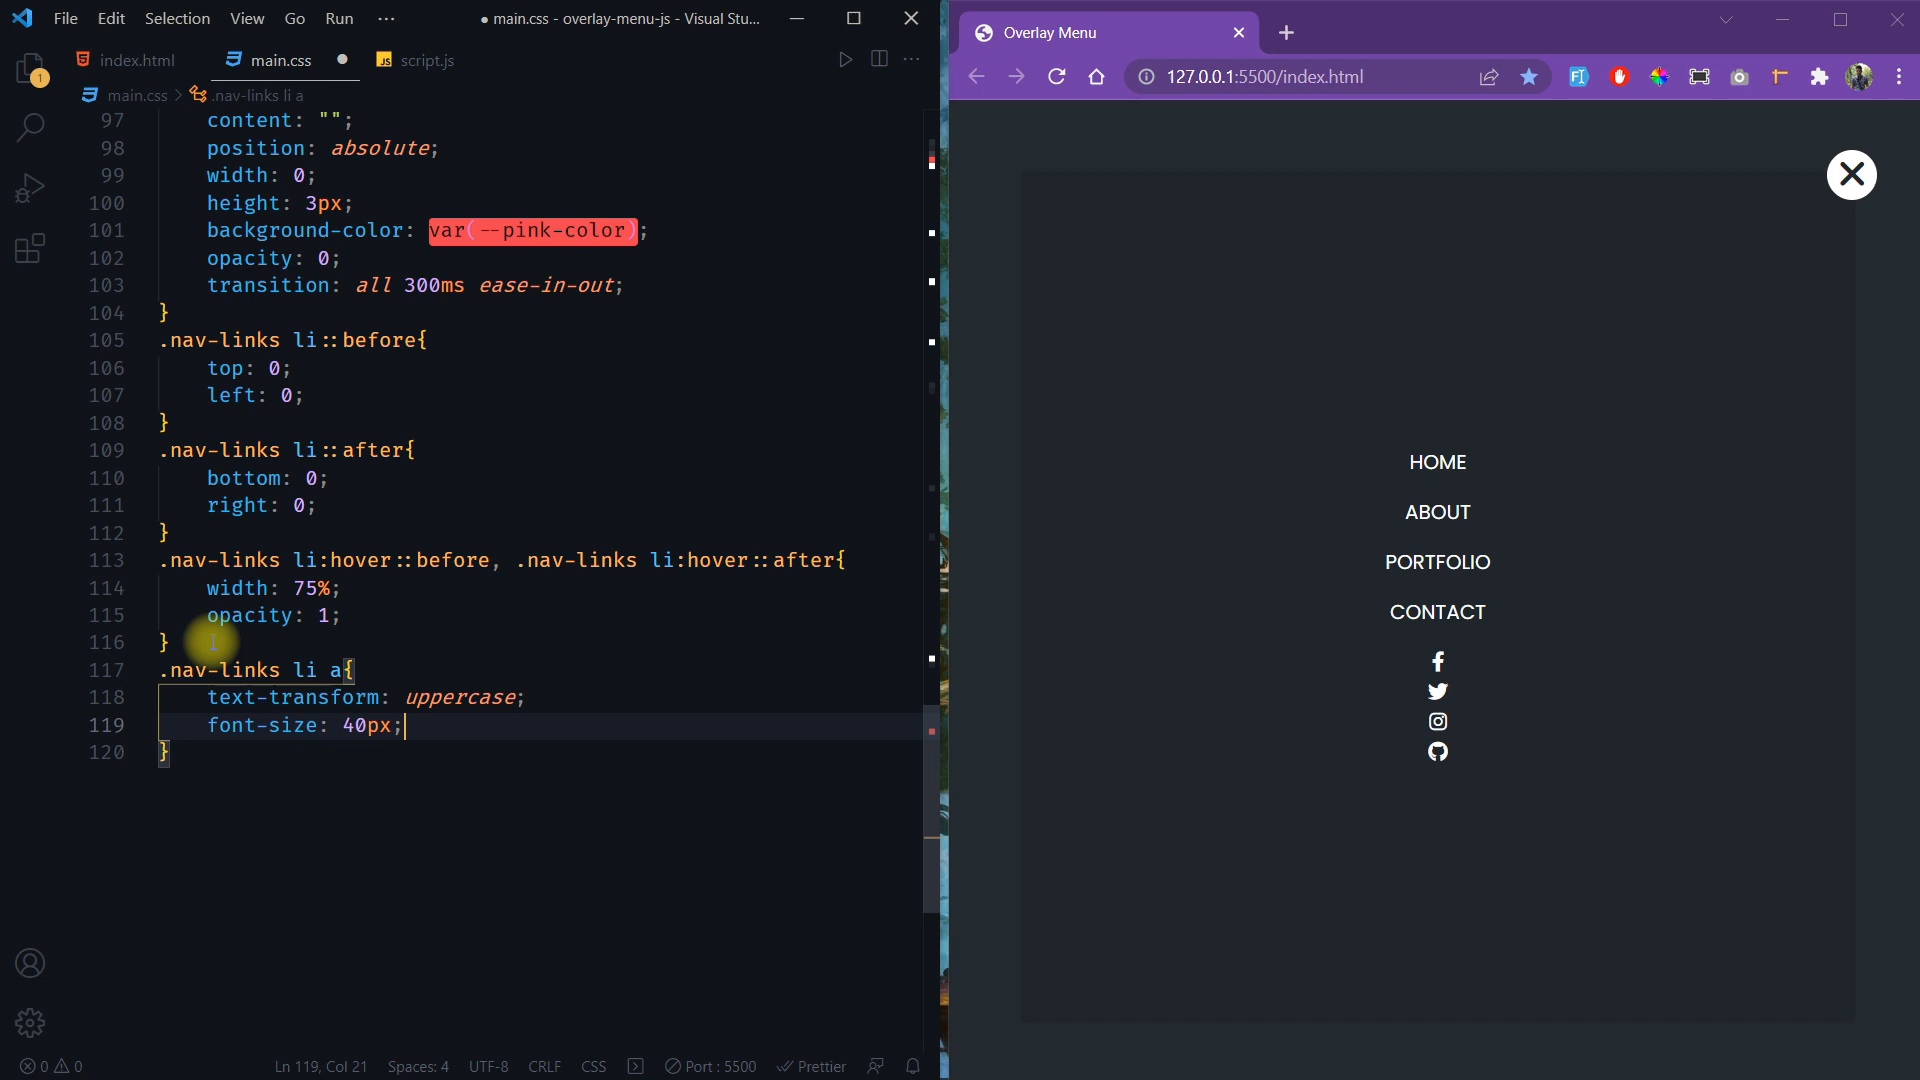 File Edit Selection View Go Run ··· ● main.css - overlay-menu-js - Visual Stu...
index.html main.css ● script.js
main.css > .nav-links li a
97 content: "";
98 position: absolute;
99 width: 0;
100 height: 3px;
101 background-color: var(--pink-color);
102 opacity: 0;
103 transition: all 300ms ease-in-out;
104 }
105 .nav-links li::before{
106 top: 0;
107 left: 0;
108 }
109 .nav-links li::after{
110 bottom: 0;
111 right: 0;
112 }
113 .nav-links li:hover::before, .nav-links li:hover::after{
114 width: 75%;
115 opacity: 1;
116 }
117 .nav-links li a{
118 text-transform: uppercase;
119 font-size: 40px;
120 }
1
0 0 Ln 119, Col 21 Spaces: 4 UTF-8 CRLF CSS Port : 5500 Prettier
Overlay Menu
127.0.0.1:5500/index.html
HOME
ABOUT
PORTFOLIO
CONTACT